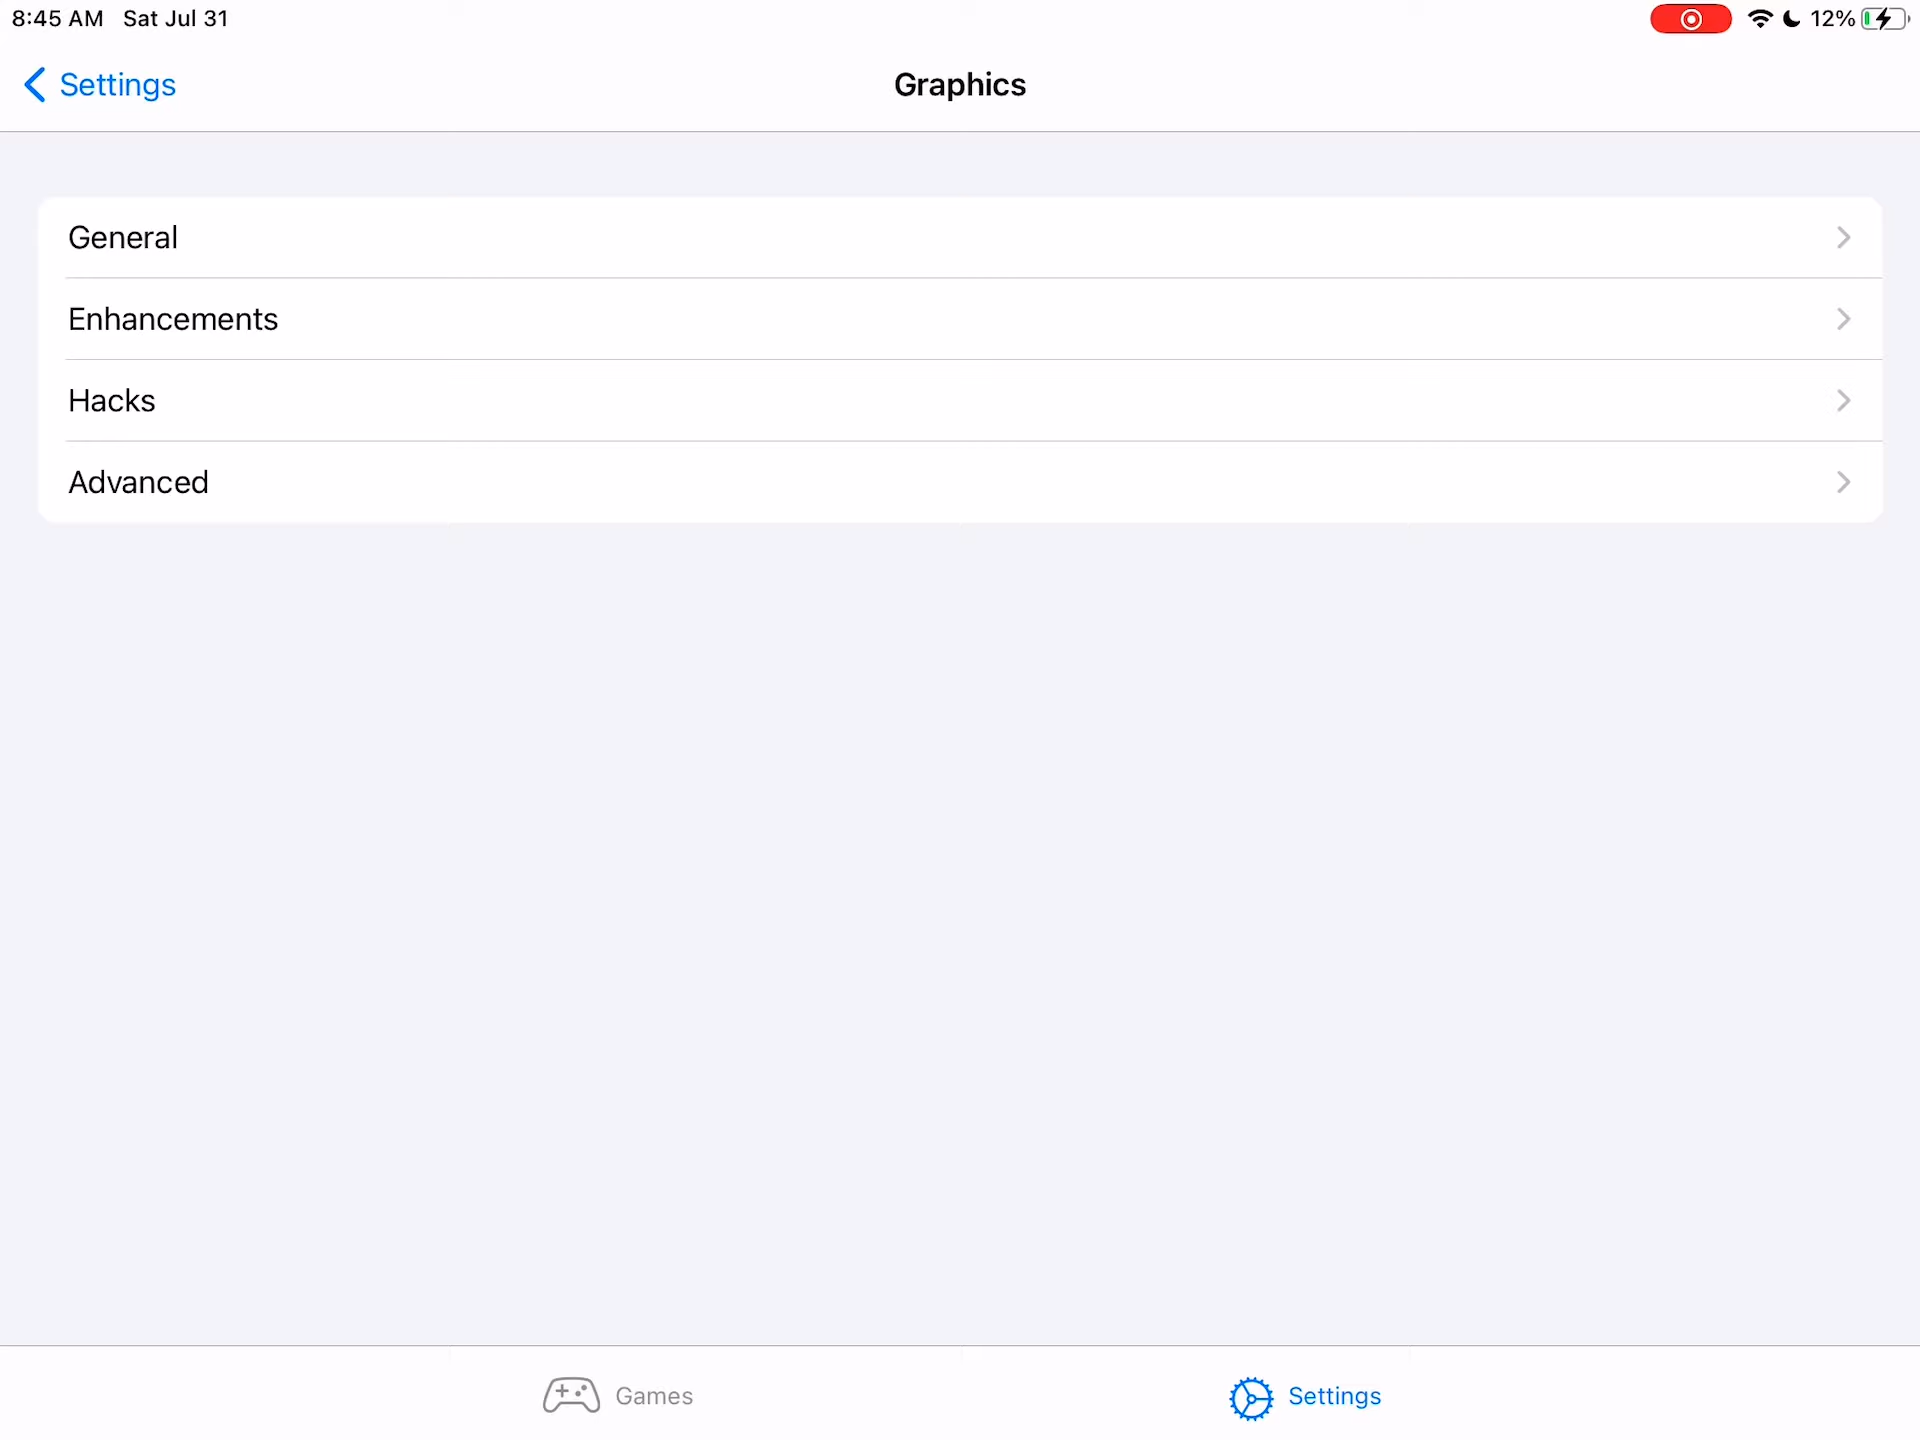 8:45 AM Sat Jul 31 12%
Settings Graphics
General
Enhancements
Hacks
Advanced
Games Settings